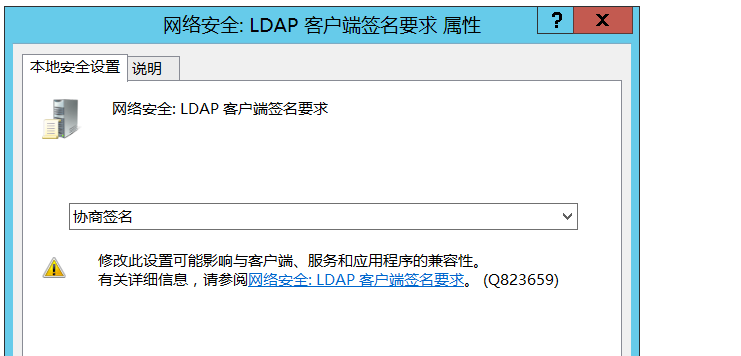 网络安全: LDAP 客户端签名要求 属性
? X
本地安全设置 说明
网络安全: LDAP 客户端签名要求
协商签名
修改此设置可能影响与客户端、服务和应用程序的兼容性。
有关详细信息，请参阅网络安全: LDAP 客户端签名要求。 (Q823659)